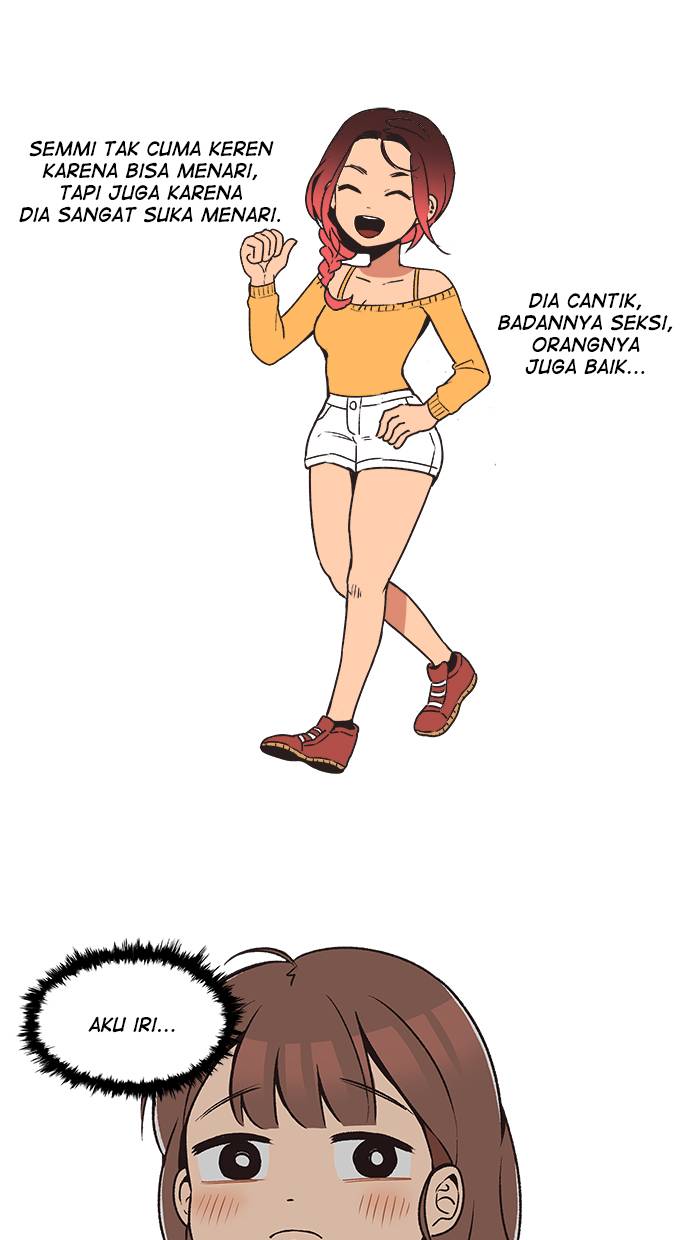 SEMMI TAK CUMA KEREN
KARENA BISA MENARI,
TAPI JUGA KARENA
DIA SANGAT SUKA MENARI.
DIA CANTIK,
BADANNYA SEKSI,
ORANGNYA
JUGA BAIK...
AKU IRI...